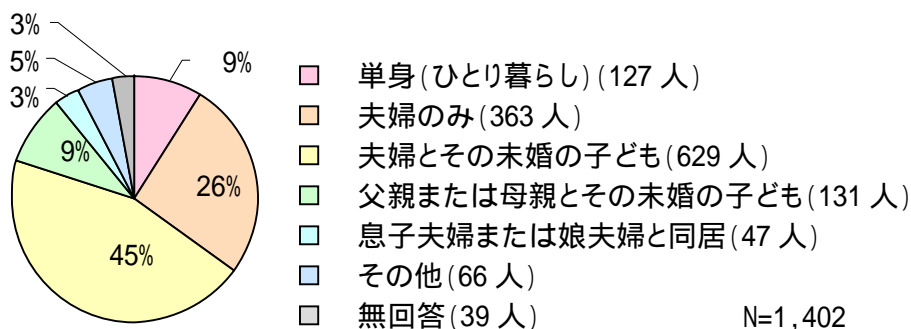 3%
5%
3%
9%
9%
26%
45%
単身(ひとり暮らし)(127 人)
夫婦のみ(363 人)
夫婦とその未婚の子ども(629 人)
父親または母親とその未婚の子ども(131 人)
息子夫婦または娘夫婦と同居(47 人)
その他(66 人)
無回答(39 人)
N=1,402